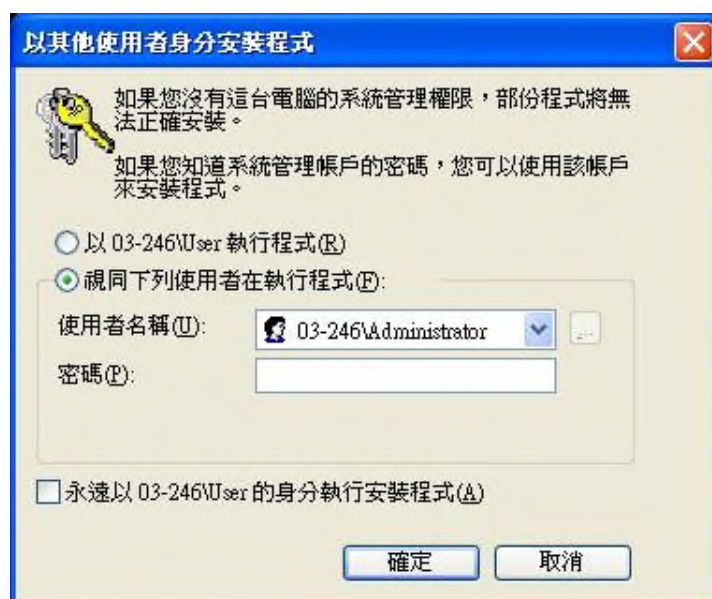 以其他使用者身分安裝程式
如果您沒有這台電腦的系統管理權限，部份程式將無
法正確安裝。
如果您知道系統管理帳戶的密碼，您可以使用該帳戶
來安裝程式。
以 03-246\User 執行程式(R)
視同下列使用者在執行程式(F):
使用者名稱(U):
03-246\Administrator
...
密碼(P):
永遠以 03-246\User 的身分執行安裝程式(A)
確定
取消